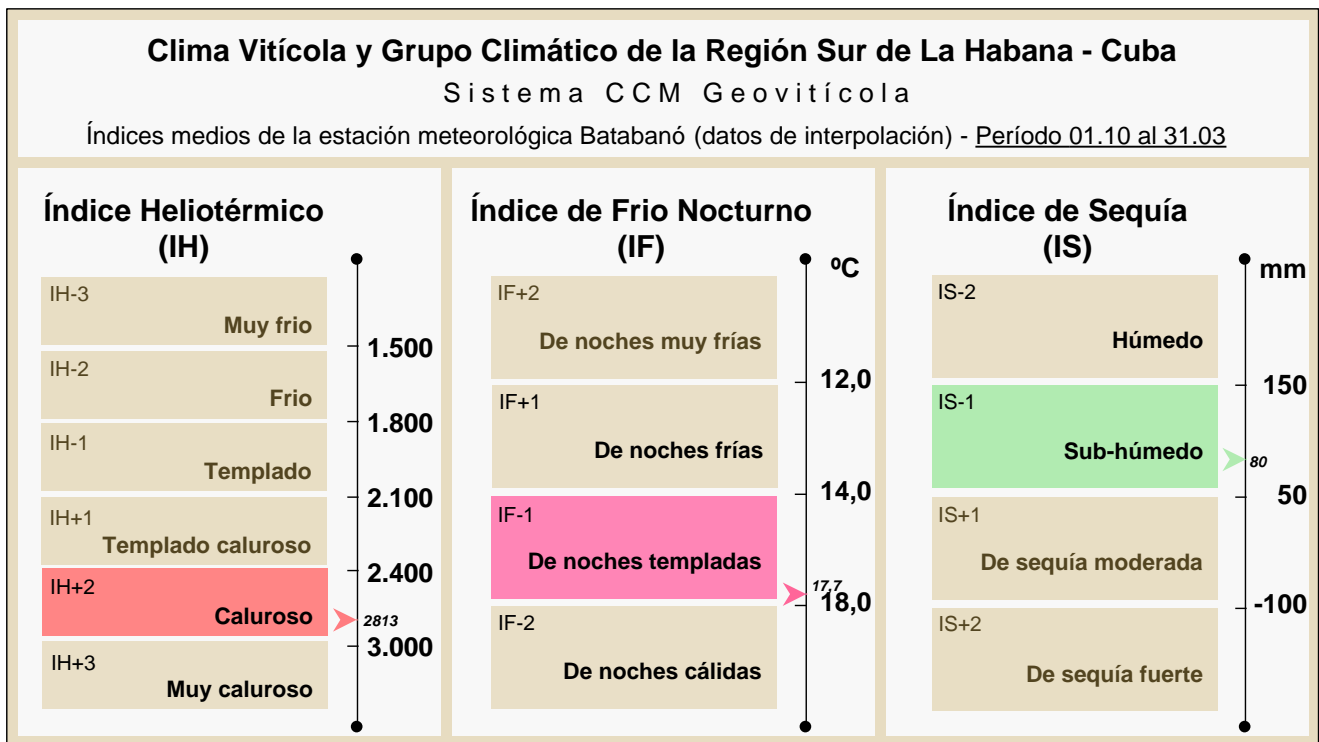 Clima Vitícola y Grupo Climático de la Región Sur de La Habana - Cuba
Sistema CCM Geovitícola
Índices medios de la estación meteorológica Batabanó (datos de interpolación) - Período 01.10 al 31.03
Índice Heliotérmico
(IH)
IH-3
Muy frio
1.500
IH-2
Frio
1.800
IH-1
Templado
2.100
IH+1
Templado caluroso
2.400
IH+2
Caluroso
2813
3.000
IH+3
Muy caluroso
Índice de Frio Nocturno
(IF)
ºC
IF+2
De noches muy frías
12,0
IF+1
De noches frías
14,0
IF-1
De noches templadas
17,7
18,0
IF-2
De noches cálidas
Índice de Sequía
(IS)
mm
IS-2
Húmedo
150
IS-1
Sub-húmedo
80
50
IS+1
De sequía moderada
-100
IS+2
De sequía fuerte